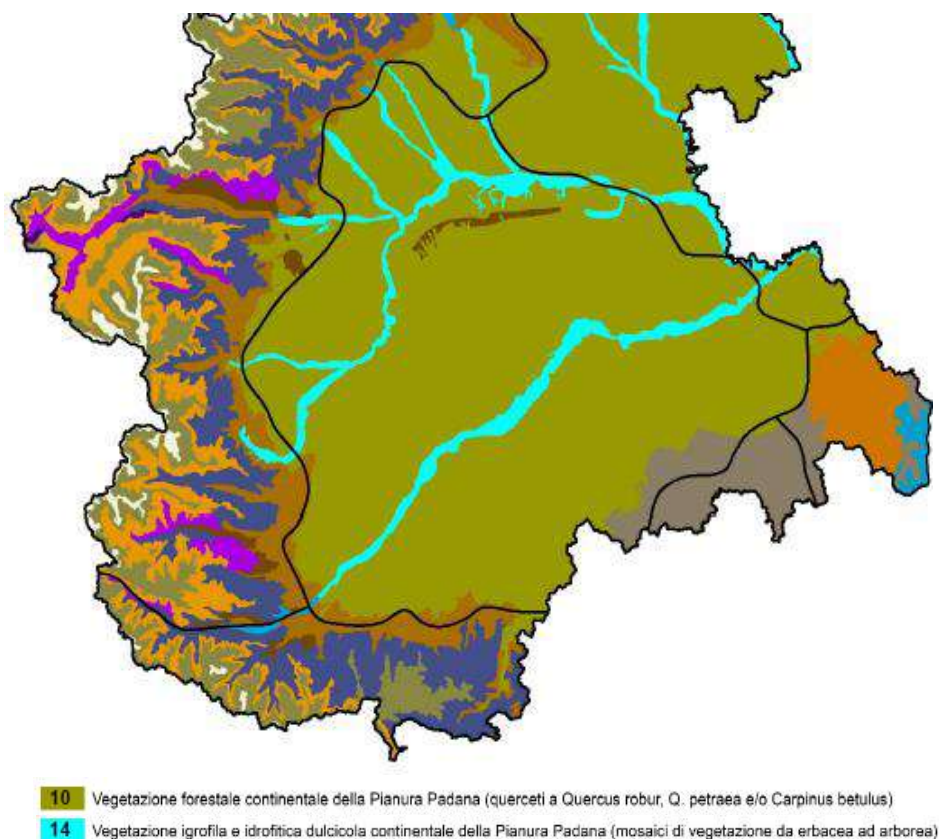 10 Vegetazione forestale continentale della Pianura Padana (querceti a Quercus robur, Q. petraea e/o Carpinus betulus)
14 Vegetazione igrofila e idrofitica dulcicola continentale della Pianura Padana (mosaici di vegetazione da erbacea ad arborea)